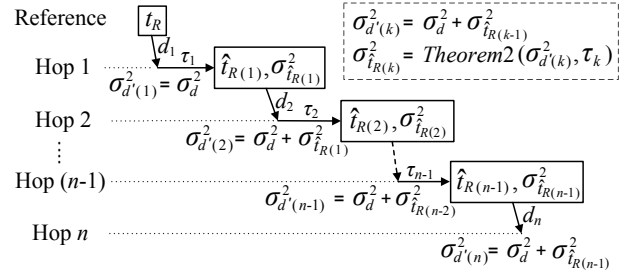 Reference t_R
σ²_{d'(k)} = σ²_d + σ²_{t̂_{R(k-1)}}
σ²_{t̂_{R(k)}} = Theorem2(σ²_{d'(k)}, τ_k)
d_1 τ_1
Hop 1 t̂_{R(1)}, σ²_{t̂_{R(1)}}
σ²_{d'(1)} = σ²_d
d_2 τ_2
Hop 2 t̂_{R(2)}, σ²_{t̂_{R(2)}}
σ²_{d'(2)} = σ²_d + σ²_{t̂_{R(1)}}
⋮
τ_{n-1}
Hop (n-1) t̂_{R(n-1)}, σ²_{t̂_{R(n-1)}}
σ²_{d'(n-1)} = σ²_d + σ²_{t̂_{R(n-2)}}
d_n
Hop n
σ²_{d'(n)} = σ²_d + σ²_{t̂_{R(n-1)}}